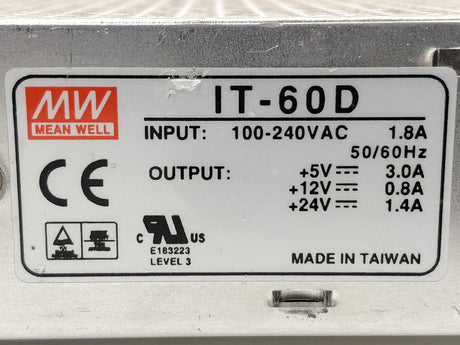 MW
MEAN WELL
IT-60D
INPUT: 100-240VAC 1.8A
50/60Hz
OUTPUT: +5V⎓ 3.0A
+12V⎓ 0.8A
+24V⎓ 1.4A
CE
c RU US
E183223
LEVEL 3
MADE IN TAIWAN